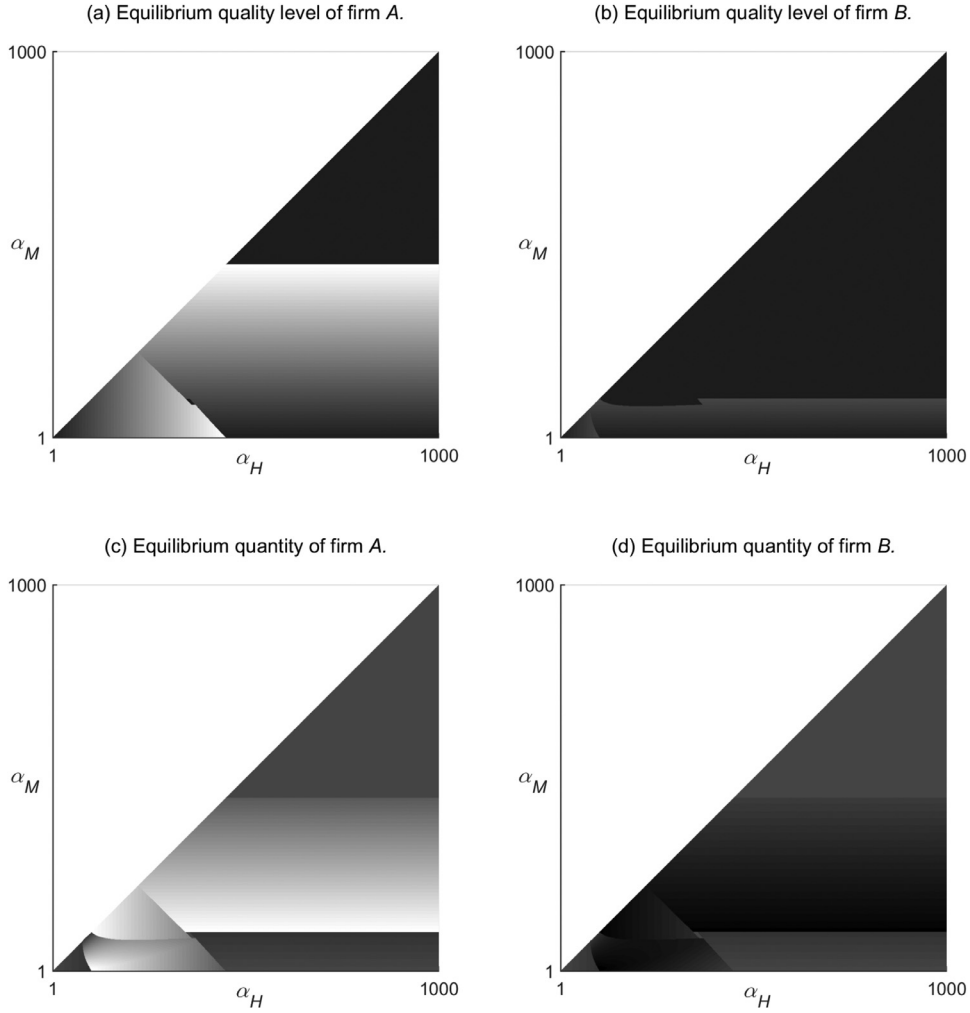 (a) Equilibrium quality level of firm A.
1000
α_M
1
1
α_H
1000
(b) Equilibrium quality level of firm B.
1000
α_M
1
1
α_H
1000
(c) Equilibrium quantity of firm A.
1000
α_M
1
1
α_H
1000
(d) Equilibrium quantity of firm B.
1000
α_M
1
1
α_H
1000